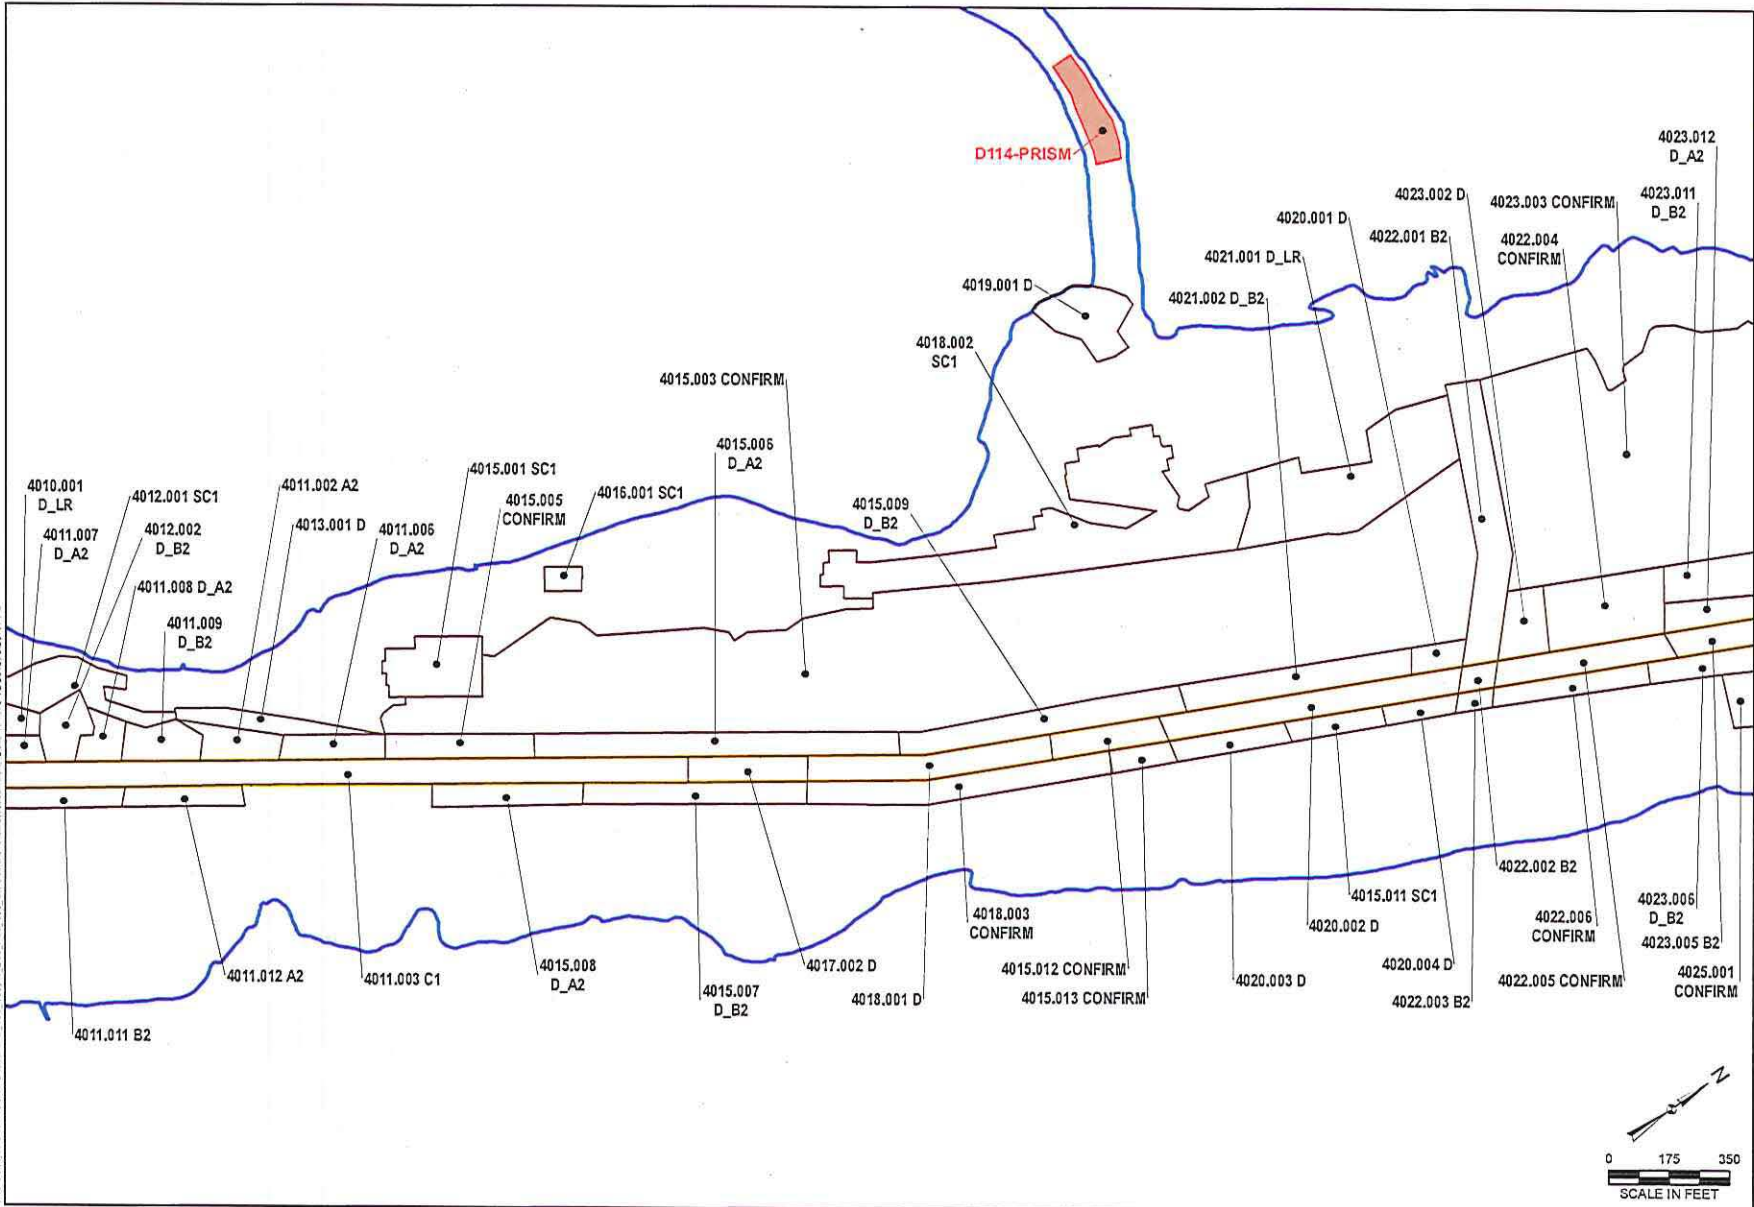 D114-PRISM
4023.012
D_A2
4023.011
D_B2
4023.003 CONFIRM
4023.002 D
4022.004
CONFIRM
4022.001 B2
4020.001 D
4021.001 D_LR
4021.002 D_B2
4019.001 D
4018.002
SC1
4015.003 CONFIRM
4015.006
D_A2
4015.009
D_B2
4015.001 SC1
4015.005
CONFIRM
4016.001 SC1
4010.001
D_LR
4012.001 SC1
4011.002 A2
4011.007
D_A2
4012.002
D_B2
4013.001 D
4011.006
D_A2
4011.008 D_A2
4011.009
D_B2
4011.011 B2
4011.012 A2
4011.003 C1
4015.008
D_A2
4015.007
D_B2
4017.002 D
4018.001 D
4018.003
CONFIRM
4015.012 CONFIRM
4015.013 CONFIRM
4020.003 D
4020.002 D
4015.011 SC1
4020.004 D
4022.003 B2
4022.002 B2
4022.006
CONFIRM
4022.005 CONFIRM
4023.006
D_B2
4023.005 B2
4025.001
CONFIRM
N
0 175 350
SCALE IN FEET